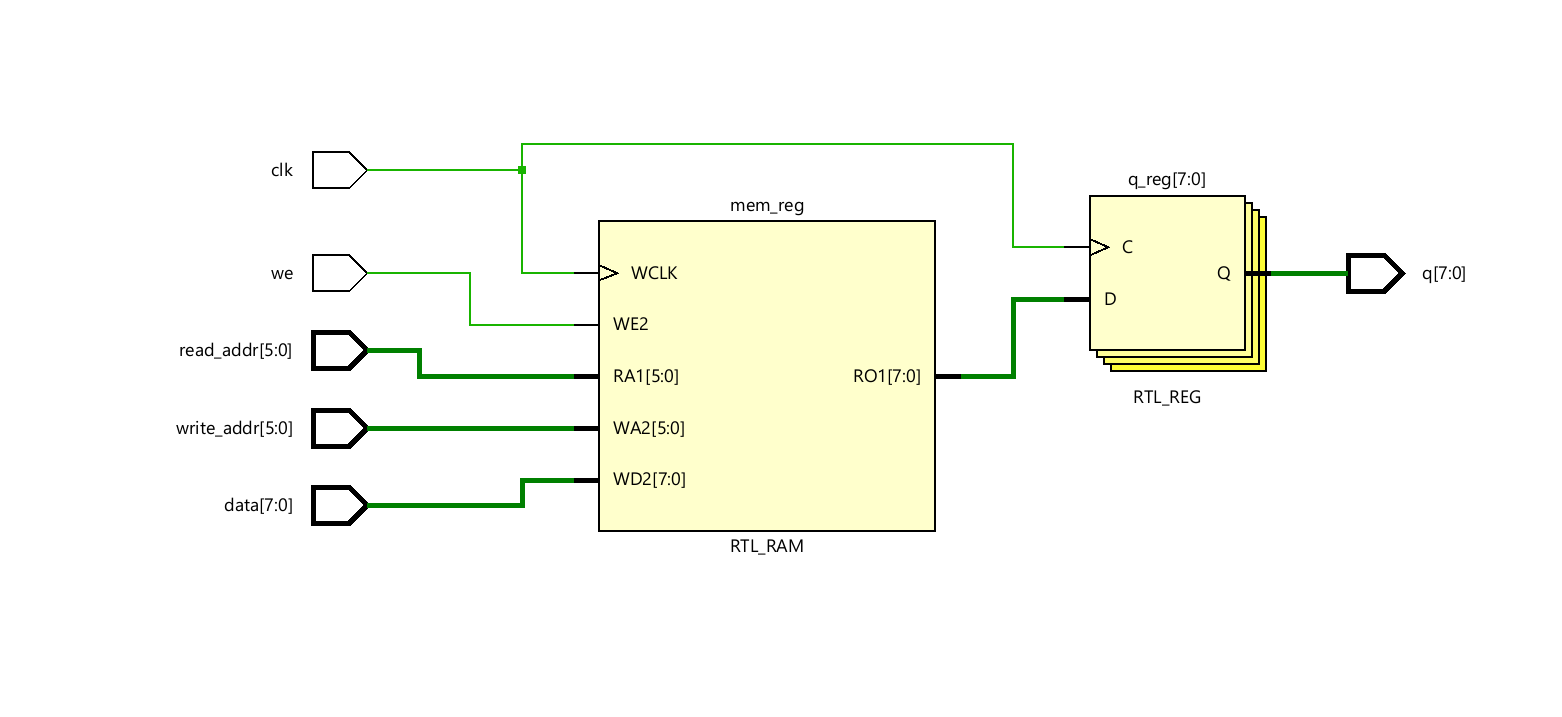 clk
we
read_addr[5:0]
write_addr[5:0]
data[7:0]
mem_reg
WCLK
WE2
RA1[5:0]
WA2[5:0]
WD2[7:0]
RO1[7:0]
RTL_RAM
q_reg[7:0]
C
D
Q
RTL_REG
q[7:0]